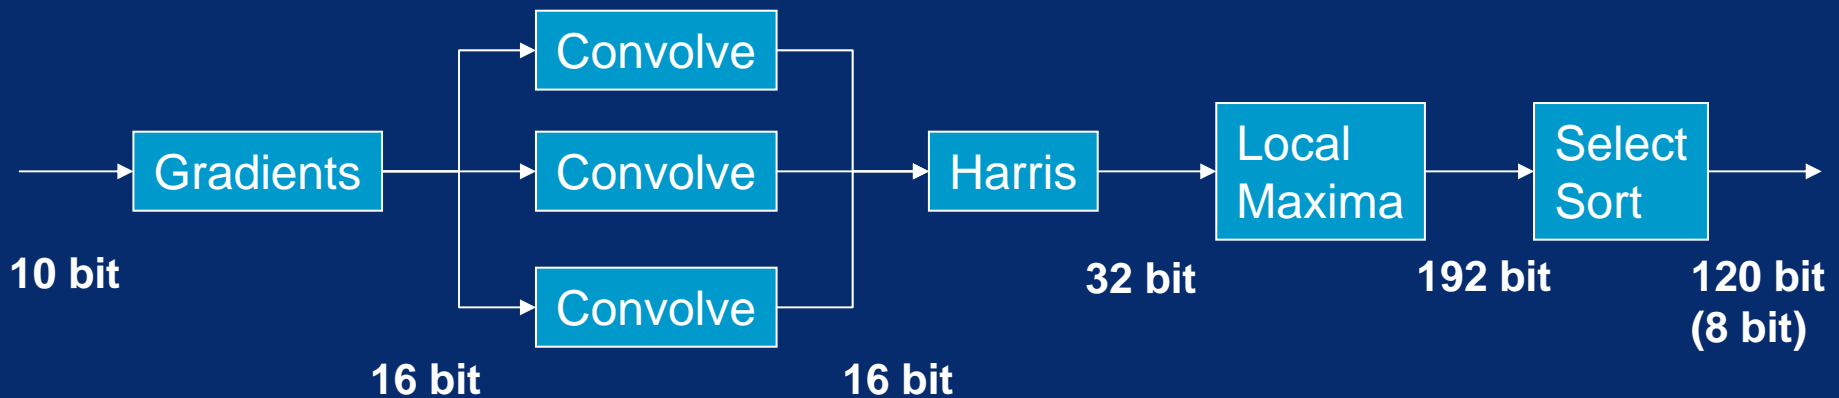 Convolve
Gradients
Convolve
Harris
Local
Maxima
Select
Sort
Convolve
10 bit
16 bit
16 bit
32 bit
192 bit
120 bit
(8 bit)